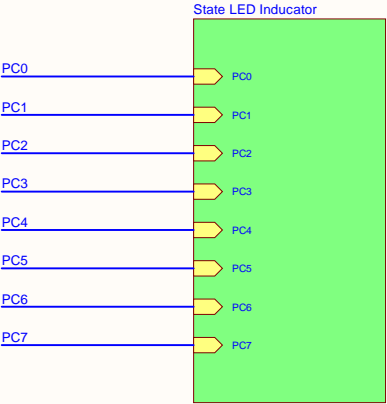 State LED Inducator
PC0 PC0
PC1 PC1
PC2 PC2
PC3 PC3
PC4 PC4
PC5 PC5
PC6 PC6
PC7 PC7